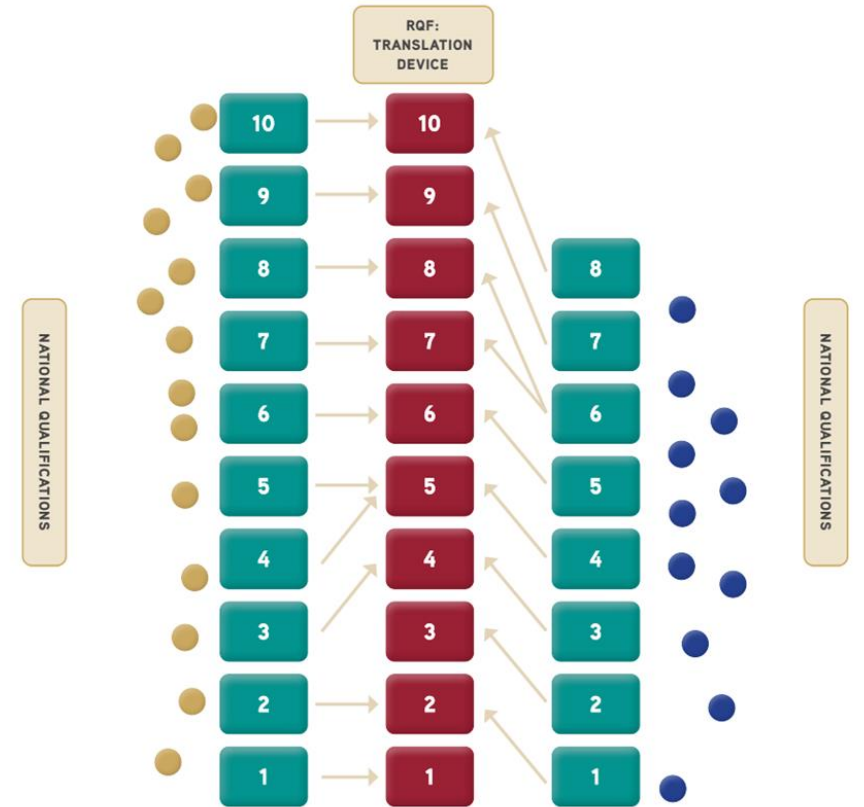 RQF:
TRANSLATION
DEVICE
10 10
9 9
8 8 8
7 7 7
6 6 6
5 5 5
4 4 4
3 3 3
2 2 2
1 1 1
NATIONAL QUALIFICATIONS
NATIONAL QUALIFICATIONS